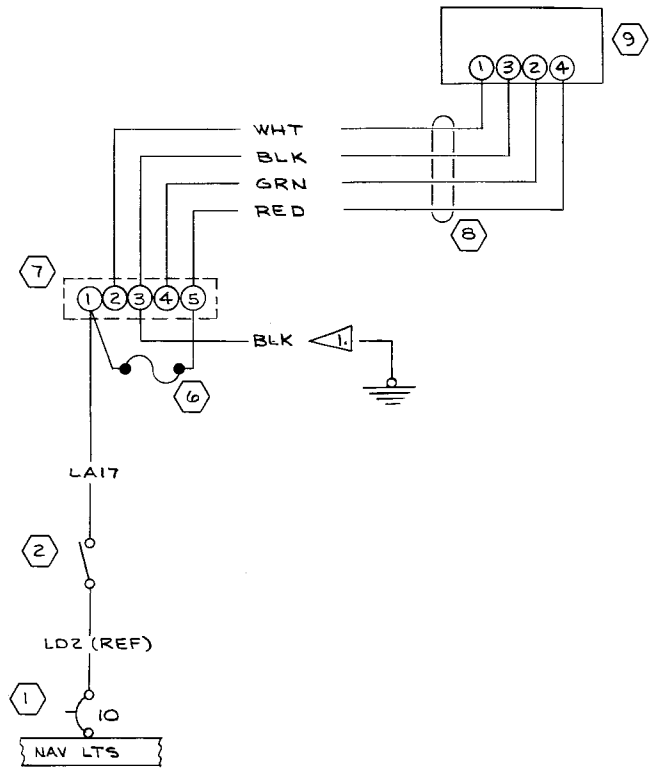 9
1 3 2 4
WHT
BLK
GRN
RED
8
7
1 2 3 4 5
BLK 1.
6
LA17
2
LD2 (REF)
1
10
NAV LTS